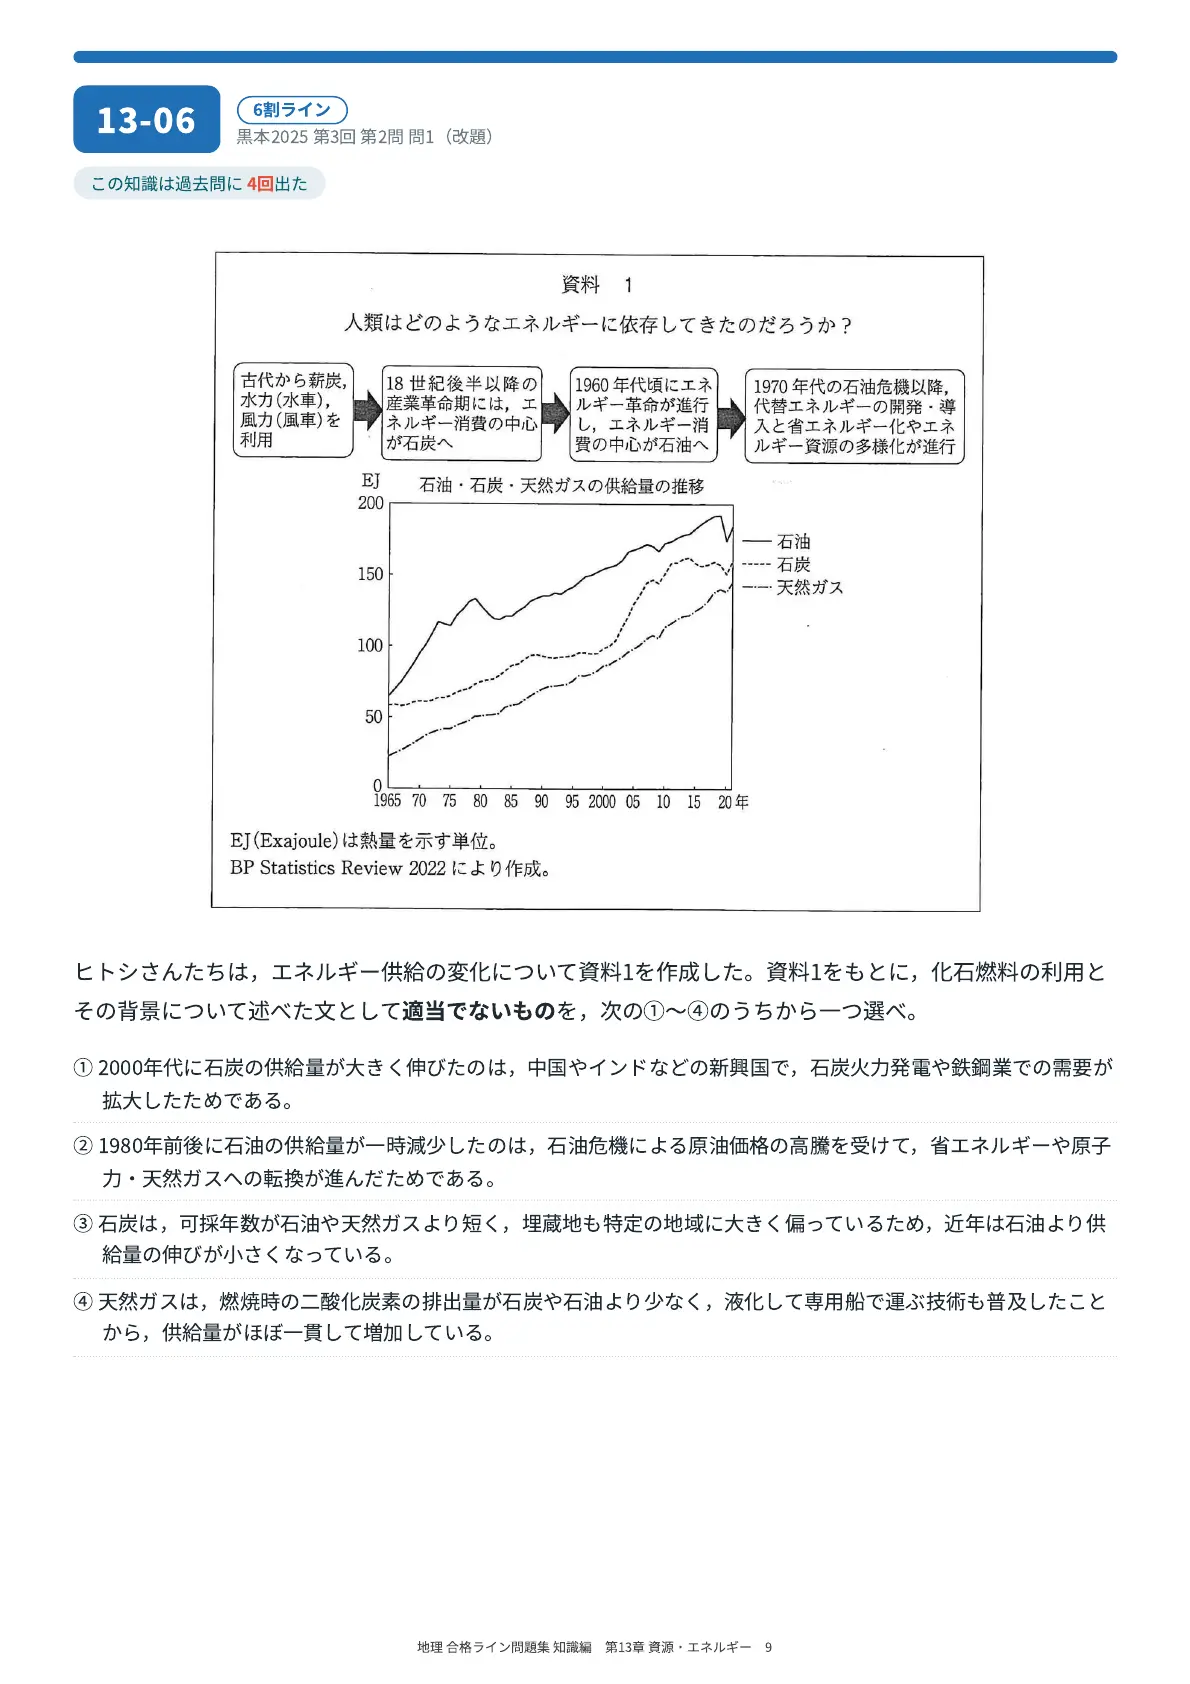 13-06
6割ライン
黒本2025 第3回 第2問 問1（改題）
この知識は過去問に 4回出た
資料 1
人類はどのようなエネルギーに依存してきたのだろうか？
古代から薪炭，
水力(水車)，
風力(風車)を
利用
18 世紀後半以降の
産業革命期には，エ
ネルギー消費の中心
が石炭へ
1960 年代頃にエネ
ルギー革命が進行
し，エネルギー消
費の中心が石油へ
1970 年代の石油危機以降，
代替エネルギーの開発・導
入と省エネルギー化やエネ
ルギー資源の多様化が進行
EJ 石油・石炭・天然ガスの供給量の推移
200
150
100
50
0
石油
石炭
天然ガス
1965 70 75 80 85 90 95 2000 05 10 15 20 年
EJ(Exajoule)は熱量を示す単位。
BP Statistics Review 2022 により作成。
ヒトシさんたちは，エネルギー供給の変化について資料1を作成した。資料1をもとに，化石燃料の利用と
その背景について述べた文として適当でないものを，次の①～④のうちから一つ選べ。
① 2000年代に石炭の供給量が大きく伸びたのは，中国やインドなどの新興国で，石炭火力発電や鉄鋼業での需要が
拡大したためである。
② 1980年前後に石油の供給量が一時減少したのは，石油危機による原油価格の高騰を受けて，省エネルギーや原子
力・天然ガスへの転換が進んだためである。
③ 石炭は，可採年数が石油や天然ガスより短く，埋蔵地も特定の地域に大きく偏っているため，近年は石油より供
給量の伸びが小さくなっている。
④ 天然ガスは，燃焼時の二酸化炭素の排出量が石炭や石油より少なく，液化して専用船で運ぶ技術も普及したこと
から，供給量がほぼ一貫して増加している。
地理 合格ライン問題集 知識編 第13章 資源・エネルギー 9